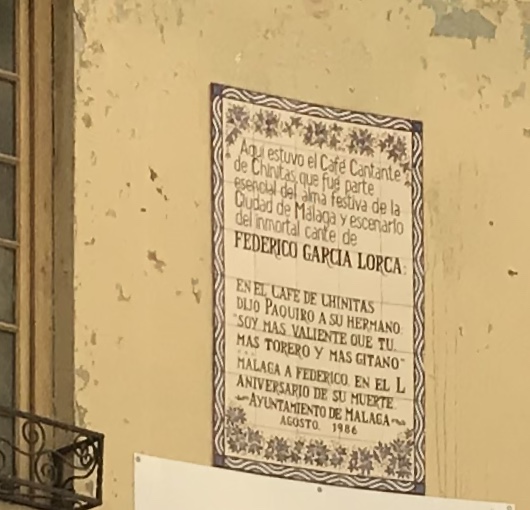 Aquí estuvo el Café Cantante
de Chinitas, que fué parte
esencial del alma festiva de la
Ciudad de Málaga y escenario
del inmortal cante de
FEDERICO GARCIA LORCA:
EN EL CAFE DE CHINITAS
DIJO PAQUIRO A SU HERMANO:
"SOY MAS VALIENTE QUE TU,
MAS TORERO Y MAS GITANO"
MALAGA A FEDERICO, EN EL L
ANIVERSARIO DE SU MUERTE.
AYUNTAMIENTO DE MALAGA
AGOSTO, 1986